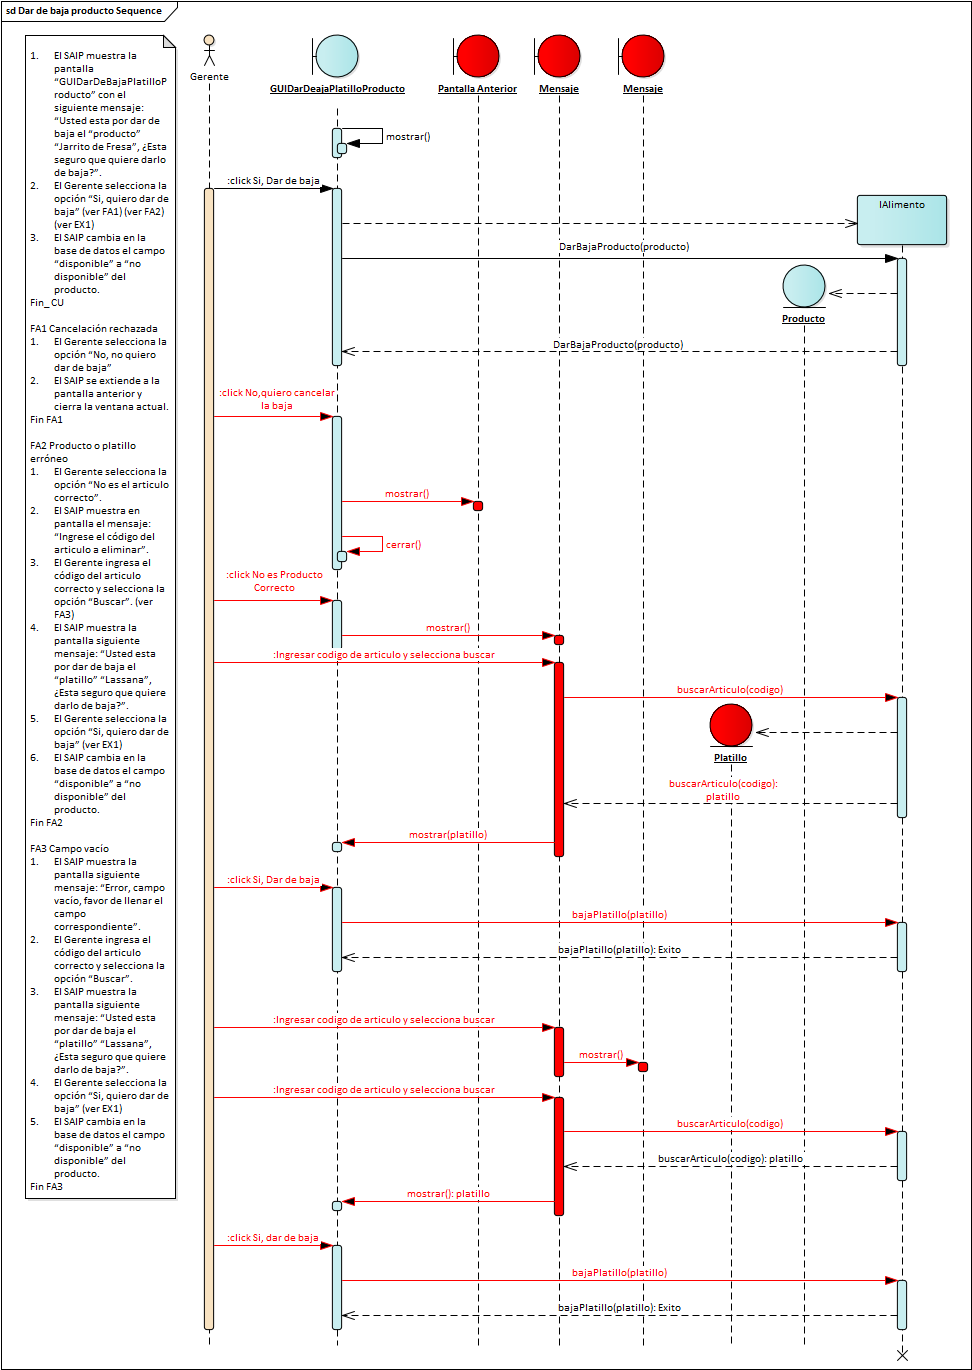 sd Dar de baja producto Sequence
1. El SAIP muestra la
pantalla
“GUIDarDeBajaPlatilloP
roducto” con el
siguiente mensaje:
“Usted esta por dar de
baja el “producto”
“Jarrito de Fresa”, ¿Esta
seguro que quiere darlo
de baja?”.
2. El Gerente selecciona la
opción “Si, quiero dar de
baja” (ver FA1) (ver FA2)
(ver EX1)
3. El SAIP cambia en la
base de datos el campo
“disponible” a “no
disponible” del
producto.
Fin_ CU
FA1 Cancelación rechazada
1. El Gerente selecciona la
opción “No, no quiero
dar de baja”
2. El SAIP se extiende a la
pantalla anterior y
cierra la ventana actual.
Fin FA1
FA2 Producto o platillo
erróneo
1. El Gerente selecciona la
opción “No es el articulo
correcto”.
2. El SAIP muestra en
pantalla el mensaje:
“Ingrese el código del
articulo a eliminar”.
3. El Gerente ingresa el
código del articulo
correcto y selecciona la
opción “Buscar”. (ver
FA3)
4. El SAIP muestra la
pantalla siguiente
mensaje: “Usted esta
por dar de baja el
“platillo” “Lassana”,
¿Esta seguro que quiere
darlo de baja?”.
5. El Gerente selecciona la
opción “Si, quiero dar de
baja” (ver EX1)
6. El SAIP cambia en la
base de datos el campo
“disponible” a “no
disponible” del
producto.
Fin FA2
FA3 Campo vacío
1. El SAIP muestra la
pantalla siguiente
mensaje: “Error, campo
vacío, favor de llenar el
campo
correspondiente”.
2. El Gerente ingresa el
código del articulo
correcto y selecciona la
opción “Buscar”.
3. El SAIP muestra la
pantalla siguiente
mensaje: “Usted esta
por dar de baja el
“platillo” “Lassana”,
¿Esta seguro que quiere
darlo de baja?”.
4. El Gerente selecciona la
opción “Si, quiero dar de
baja” (ver EX1)
5. El SAIP cambia en la
base de datos el campo
“disponible” a “no
disponible” del
producto.
Fin FA3
Gerente
GUIDarDeajaPlatilloProducto
Pantalla Anterior
Mensaje
Mensaje
mostrar()
:click Si, Dar de baja
IAlimento
DarBajaProducto(producto)
Producto
DarBajaProducto(producto)
:click No,quiero cancelar
la baja
mostrar()
cerrar()
:click No es Producto
Correcto
mostrar()
:Ingresar codigo de articulo y selecciona buscar
buscarArticulo(codigo)
Platillo
buscarArticulo(codigo):
platillo
mostrar(platillo)
:click Si, Dar de baja
bajaPlatillo(platillo)
bajaPlatillo(platillo): Exito
:Ingresar codigo de articulo y selecciona buscar
mostrar()
:Ingresar codigo de articulo y selecciona buscar
buscarArticulo(codigo)
buscarArticulo(codigo): platillo
mostrar(): platillo
:click Si, dar de baja
bajaPlatillo(platillo)
bajaPlatillo(platillo): Exito